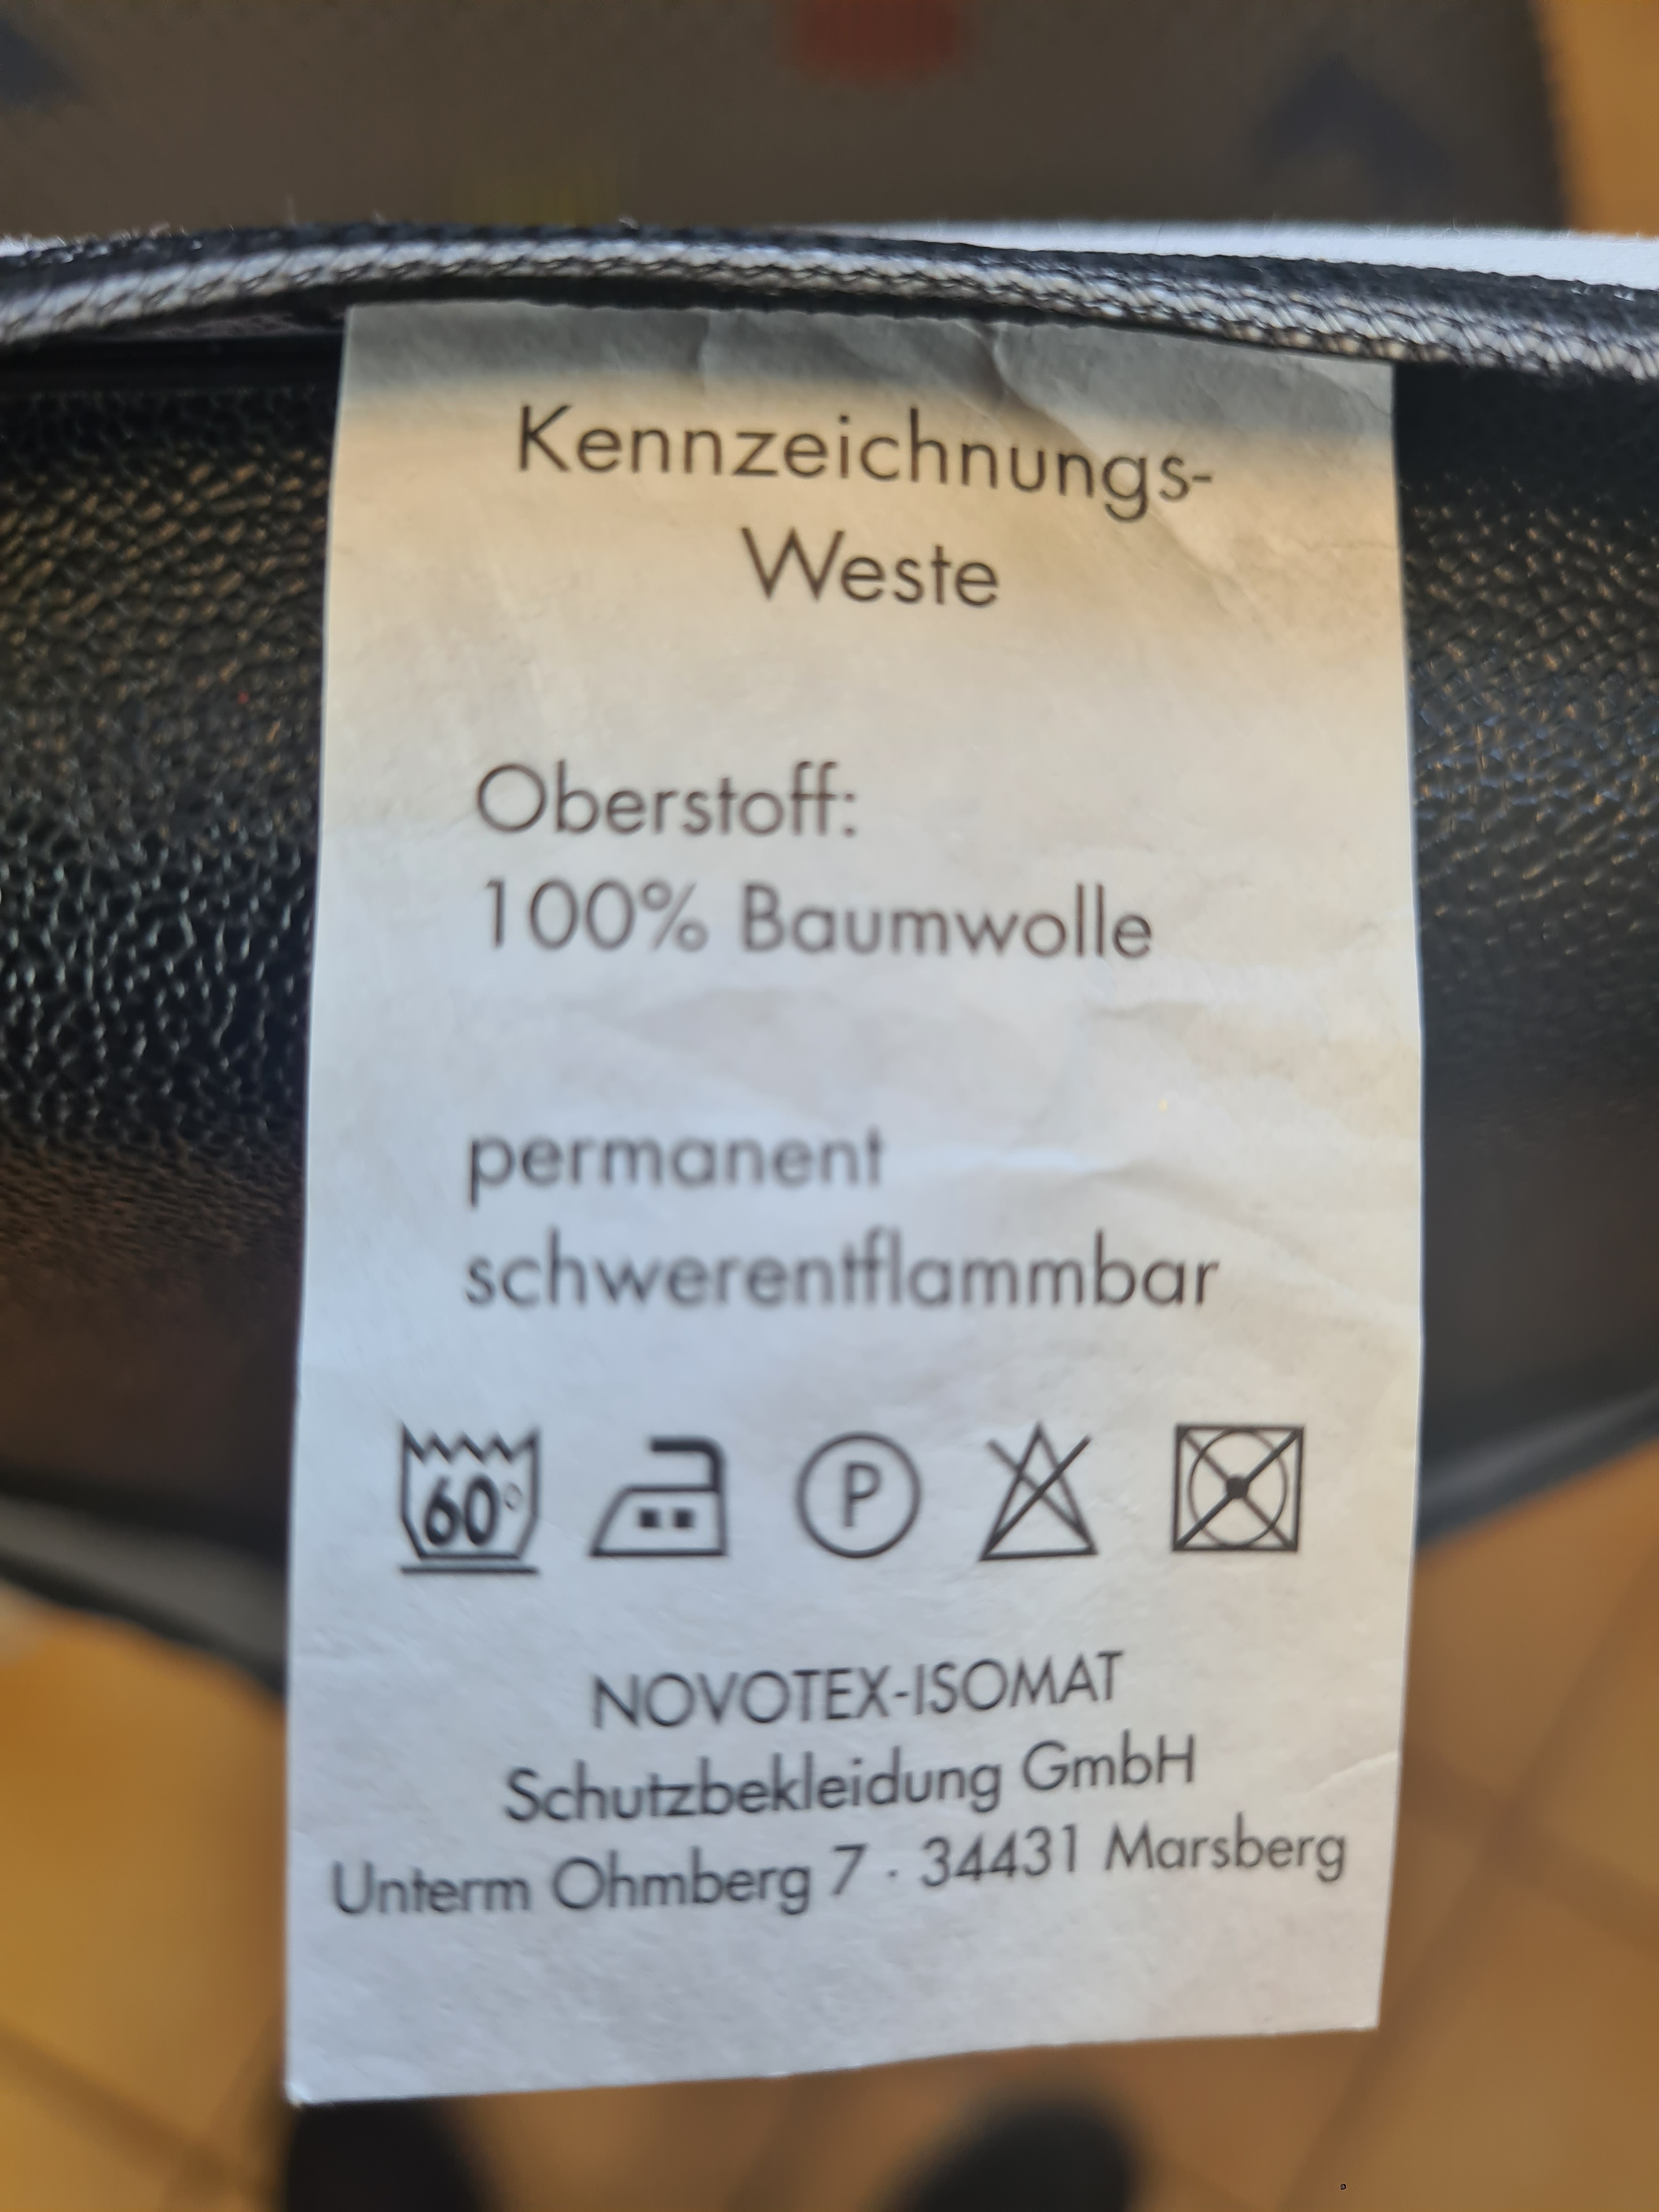 Kennzeichnungs-
Weste
Oberstoff:
100% Baumwolle
permanent
schwerentflammbar
60° P
NOVOTEX-ISOMAT
Schutzbekleidung GmbH
Unterm Ohmberg 7 · 34431 Marsberg